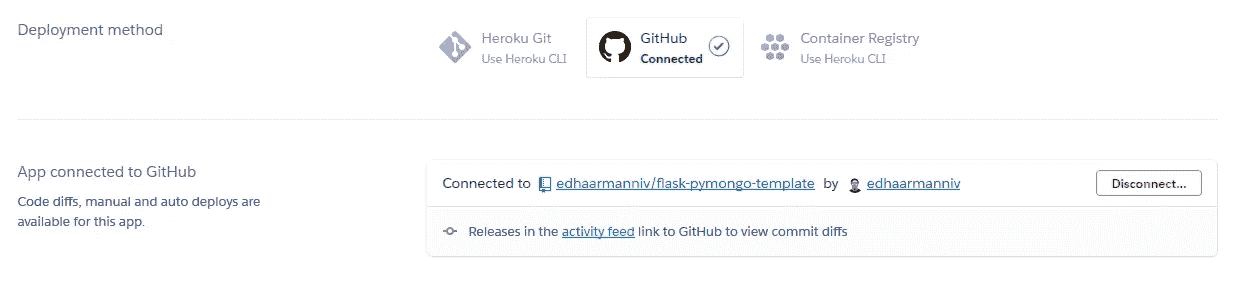 Deployment method
Heroku Git
Use Heroku CLI
GitHub
Connected
Container Registry
Use Heroku CLI
App connected to GitHub
Code diffs, manual and auto deploys are
available for this app.
Connected to edhaarmanniv/flask-pymongo-template by edhaarmanniv
Disconnect...
Releases in the activity feed link to GitHub to view commit diffs